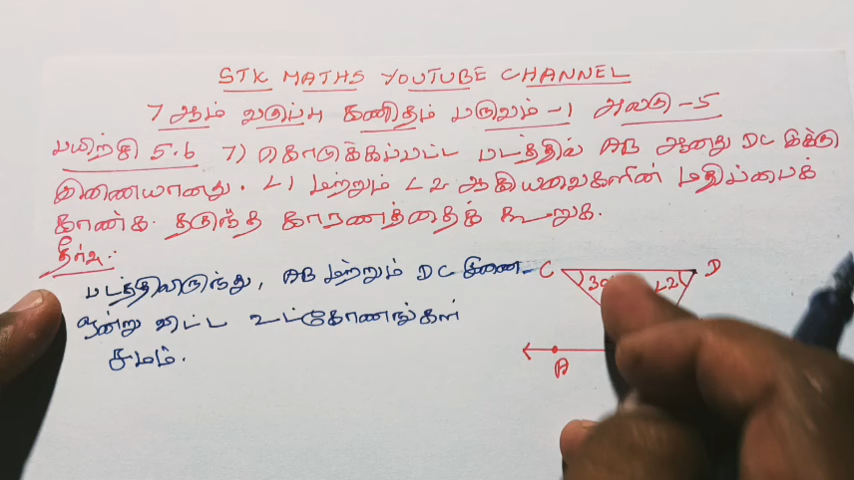 STK MATHS YOUTUBE CHANNEL
7 ஆம் வகுப்பு கணிதம் பருவம் -1 அலகு -5
பயிற்சி 5.6 7) கொடுக்கப்பட்ட படத்தில் AB ஆனது DC க்கு
இணையானது. ∠1 மற்றும் ∠2 ஆகியவைகளின் மதிப்பைக்
காண்க. தகுந்த காரணத்தைக் கூறுக.
தீர்வு:
படத்திலிருந்து, AB மற்றும் DC இணை.
ஒன்று விட்ட உட்கோணங்கள்
சமம்.
C D
∠2
A